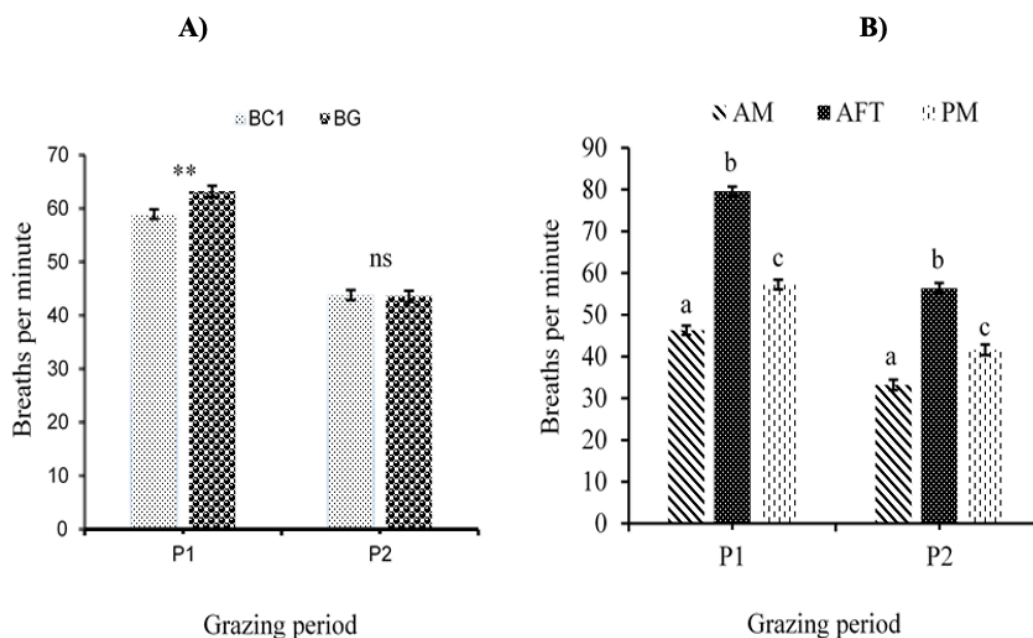 A)
BC1 BG
70
60
50
40
30
20
10
0
Breaths per minute
**
ns
P1 P2
Grazing period
B)
AM AFT PM
90
80
70
60
50
40
30
20
10
0
Breaths per minute
a
b
c
a
b
c
P1 P2
Grazing period